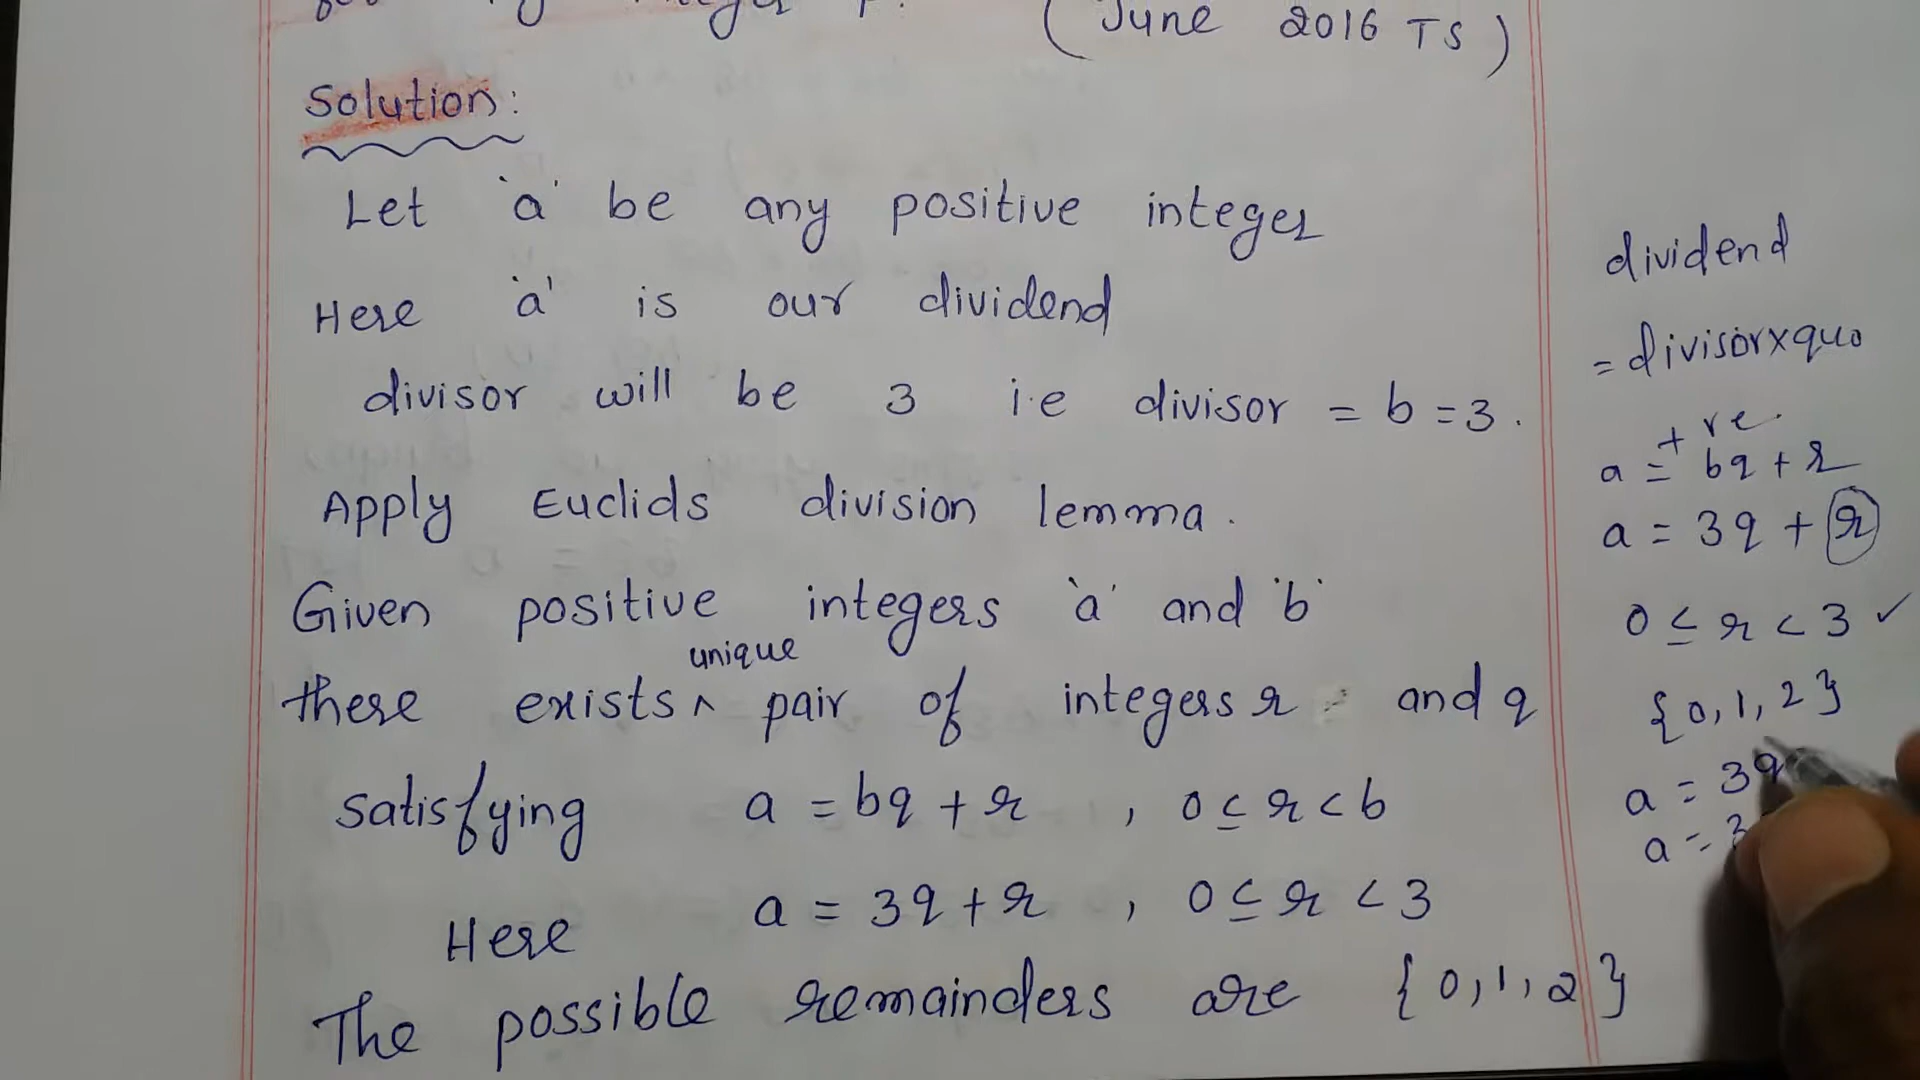 integer
(June 2016 TS)
Solution:
Let 'a' be any positive integer
Here 'a' is our dividend
divisor will be 3 i.e divisor = b = 3.
Apply Euclids division lemma.
Given positive integers 'a' and 'b'
unique
there exists ^ pair of integers r and q
satisfying a = bq + r , 0 ≤ r < b
Here a = 3q + r , 0 ≤ r < 3
The possible remainders are {0, 1, 2}
dividend
= divisor x quo
+ re.
a = bq + r
a = 3q + r
0 ≤ r < 3 ✓
{0, 1, 2}
a = 3q
a = 3